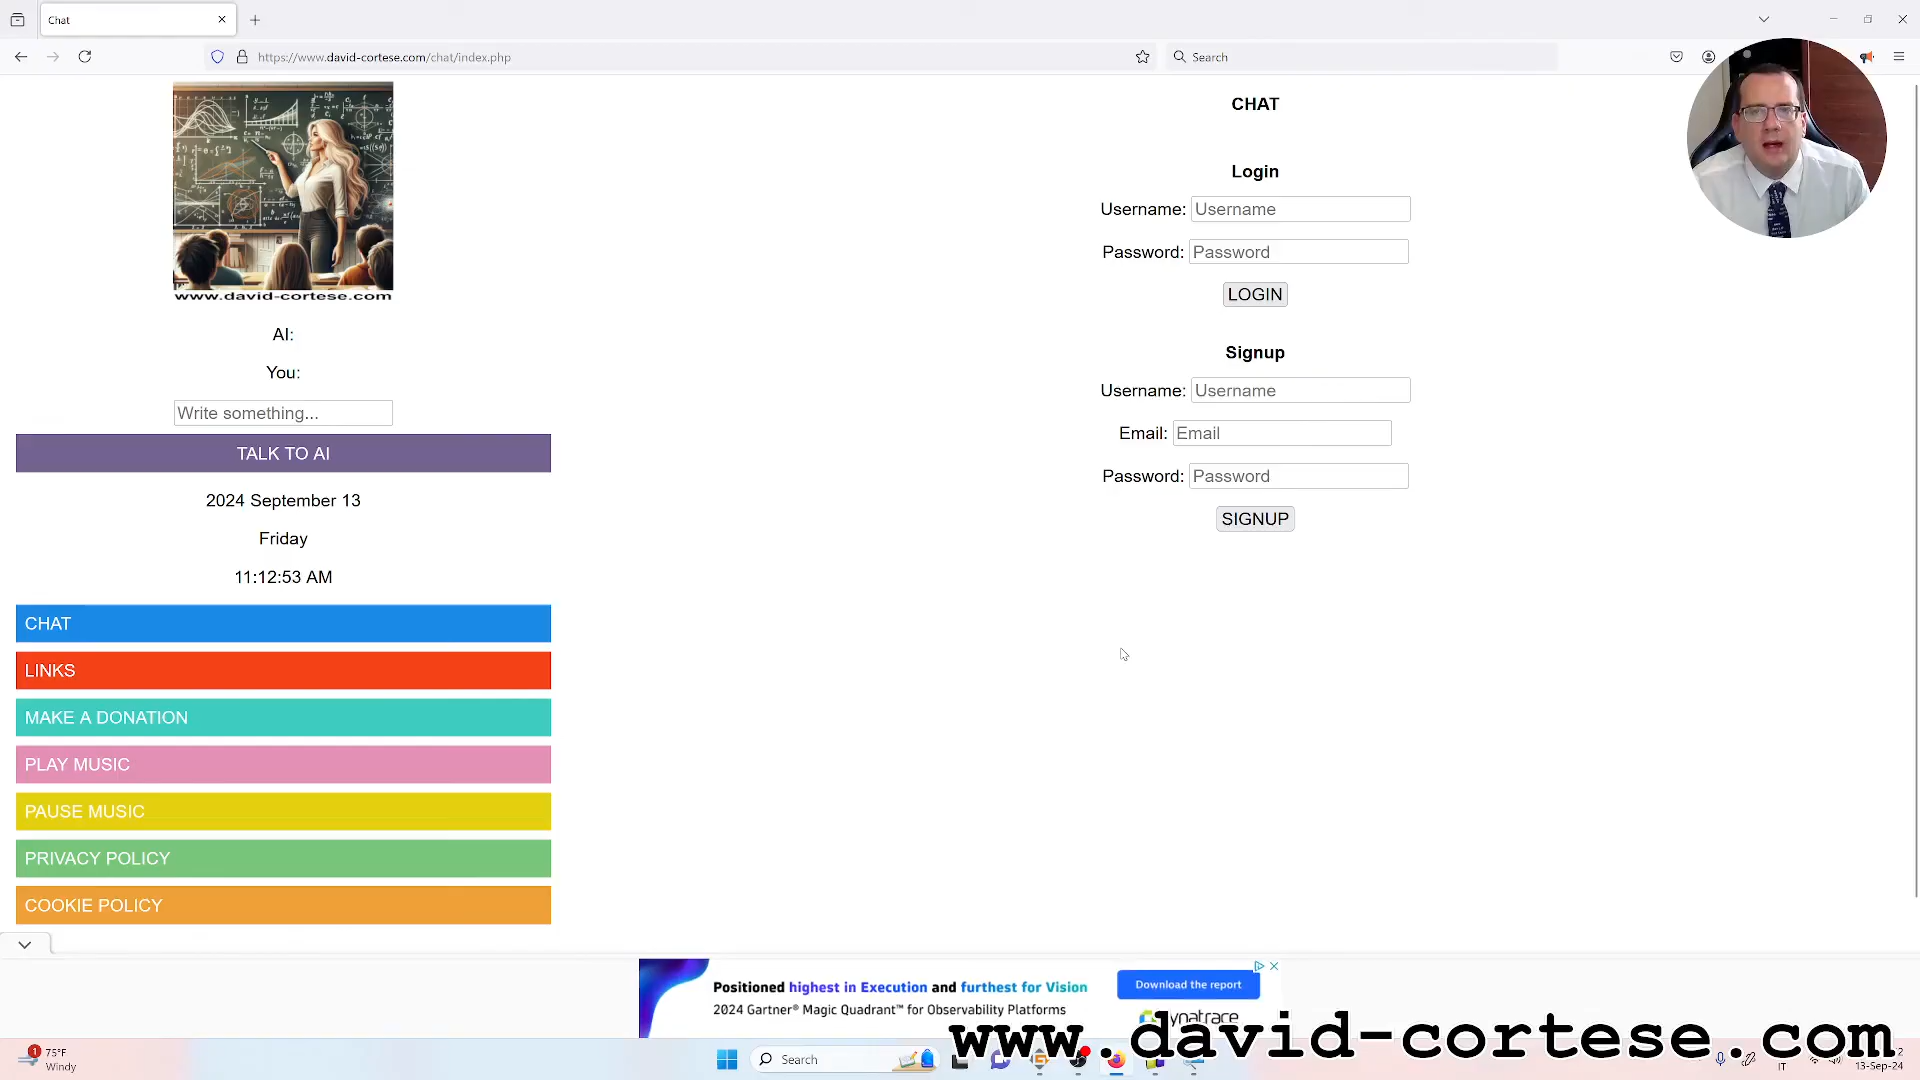 Chat
https://www.david-cortese.com/chat/index.php
Search
www.david-cortese.com
AI:
You:
Write something...
TALK TO AI
2024 September 13
Friday
11:12:53 AM
CHAT
LINKS
MAKE A DONATION
PLAY MUSIC
PAUSE MUSIC
PRIVACY POLICY
COOKIE POLICY
CHAT
Login
Username: Username
Password: Password
LOGIN
Signup
Username: Username
Email: Email
Password: Password
SIGNUP
Positioned highest in Execution and furthest for Vision
2024 Gartner® Magic Quadrant™ for Observability Platforms
Download the report
www.david-cortese.com
1
75°F
Windy
Search
IT
13-Sep-24